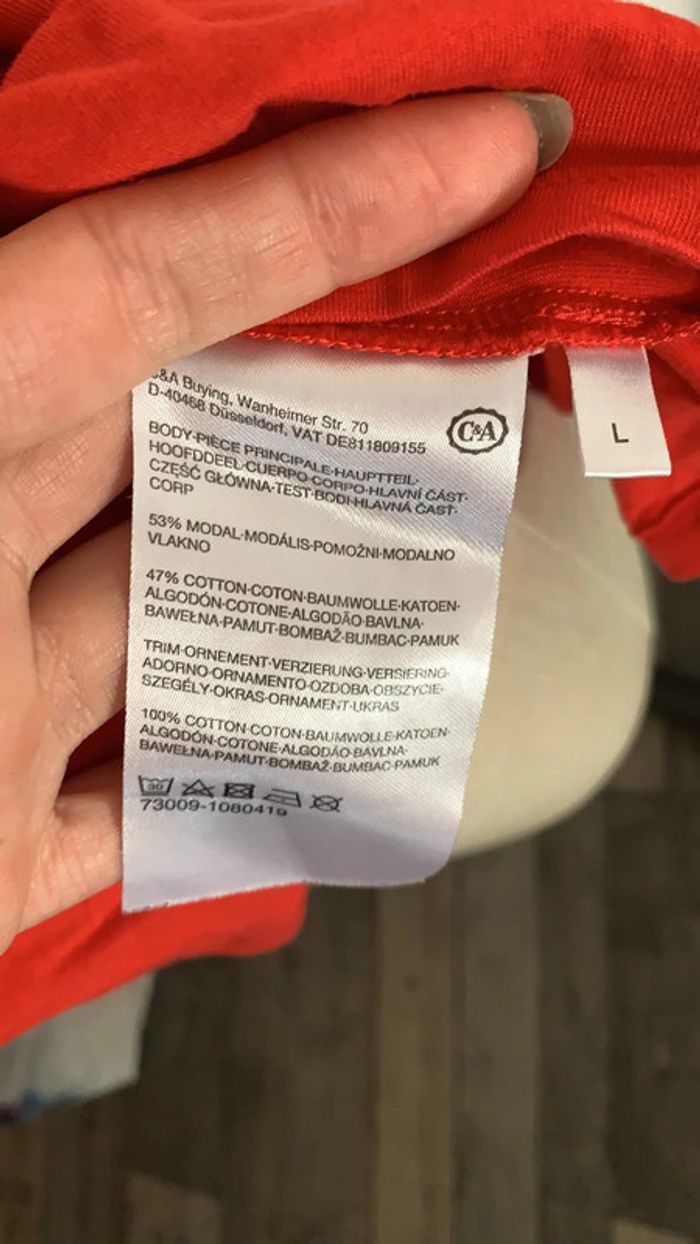 C&A Buying, Wanheimer Str. 70
D-40468 Düsseldorf, VAT DE811809155
C&A
L
BODY·PIÈCE PRINCIPALE·HAUPTTEIL·
HOOFDDEEL·CUERPO·CORPO·HLAVNÍ ČÁST·
CZĘŚĆ GŁÓWNA·TEST·BODI·HLAVNÁ ČASŤ·
CORP
53% MODAL·MODÁLIS·POMOŽNI·MODALNO
VLAKNO
47% COTTON·COTON·BAUMWOLLE·KATOEN·
ALGODÓN·COTONE·ALGODÃO·BAVLNA·
BAWEŁNA·PAMUT·BOMBAŽ·BUMBAC·PAMUK
TRIM·ORNEMENT·VERZIERUNG·VERSIERING·
ADORNO·ORNAMENTO·OZDOBA·OBSZYCIE·
SZEGÉLY·OKRAS·ORNAMENT·UKRAS
100% COTTON·COTON·BAUMWOLLE·KATOEN·
ALGODÓN·COTONE·ALGODÃO·BAVLNA·
BAWEŁNA·PAMUT·BOMBAŽ·BUMBAC·PAMUK
30
73009-1080419